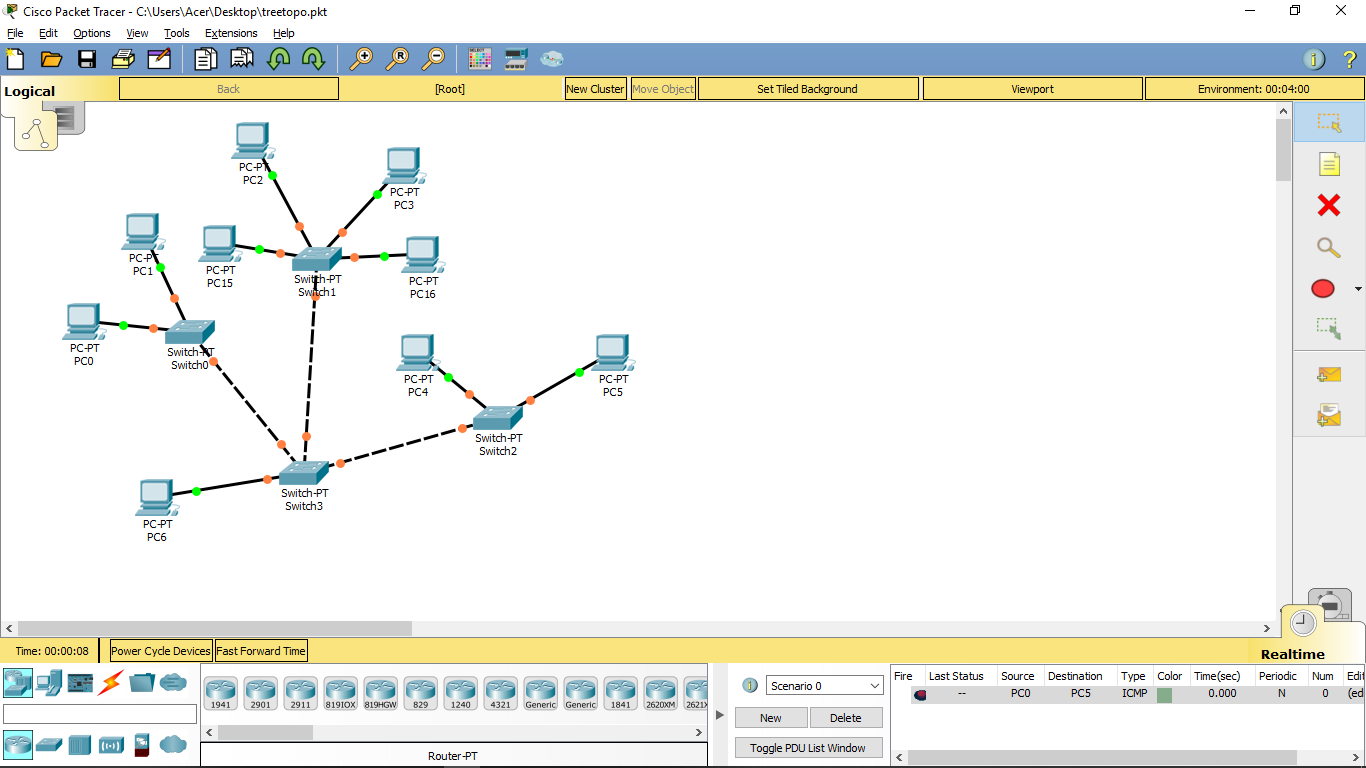 Cisco Packet Tracer - C:\Users\Acer\Desktop\treetopo.pkt
File Edit Options View Tools Extensions Help
Logical Back [Root] New Cluster Move Object Set Tiled Background Viewport Environment: 00:04:00
PC-PT
PC2
PC-PT
PC3
PC-PT
PC1
PC-PT
PC15
Switch-PT
Switch1
PC-PT
PC16
PC-PT
PC0
Switch-PT
Switch0
PC-PT
PC4
PC-PT
PC5
Switch-PT
Switch2
Switch-PT
Switch3
PC-PT
PC6
Time: 00:00:08 Power Cycle Devices Fast Forward Time Realtime
1941 2901 2911 819IOX 819HGW 829 1240 4321 Generic Generic 1841 2620XM 2621X
Router-PT
Scenario 0
New Delete
Toggle PDU List Window
Fire Last Status Source Destination Type Color Time(sec) Periodic Num Edit
-- PC0 PC5 ICMP 0.000 N 0 (ed